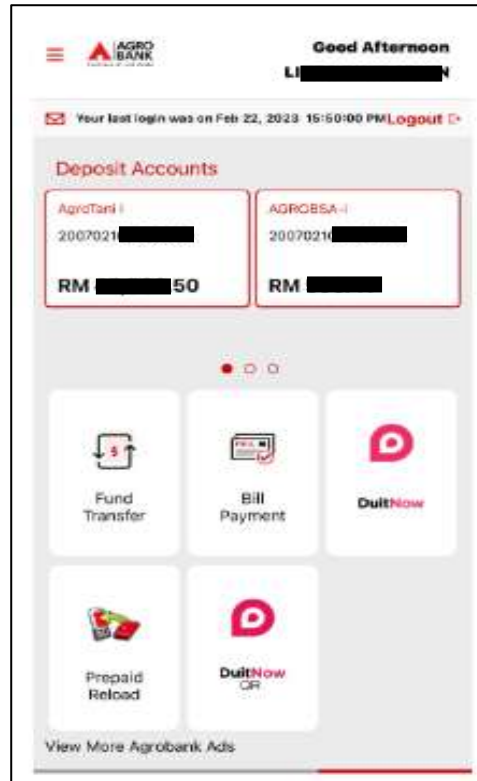 AGRO
BANK
Good Afternoon
LI
N
Your last login was on Feb 22, 2023 15:50:00 PM Logout
Deposit Accounts
AgroTani-i
2007021
RM 50
AGROBSA-i
2007021
RM
Fund
Transfer
Bill
Payment
DuitNow
Prepaid
Reload
DuitNow
QR
View More Agrobank Ads